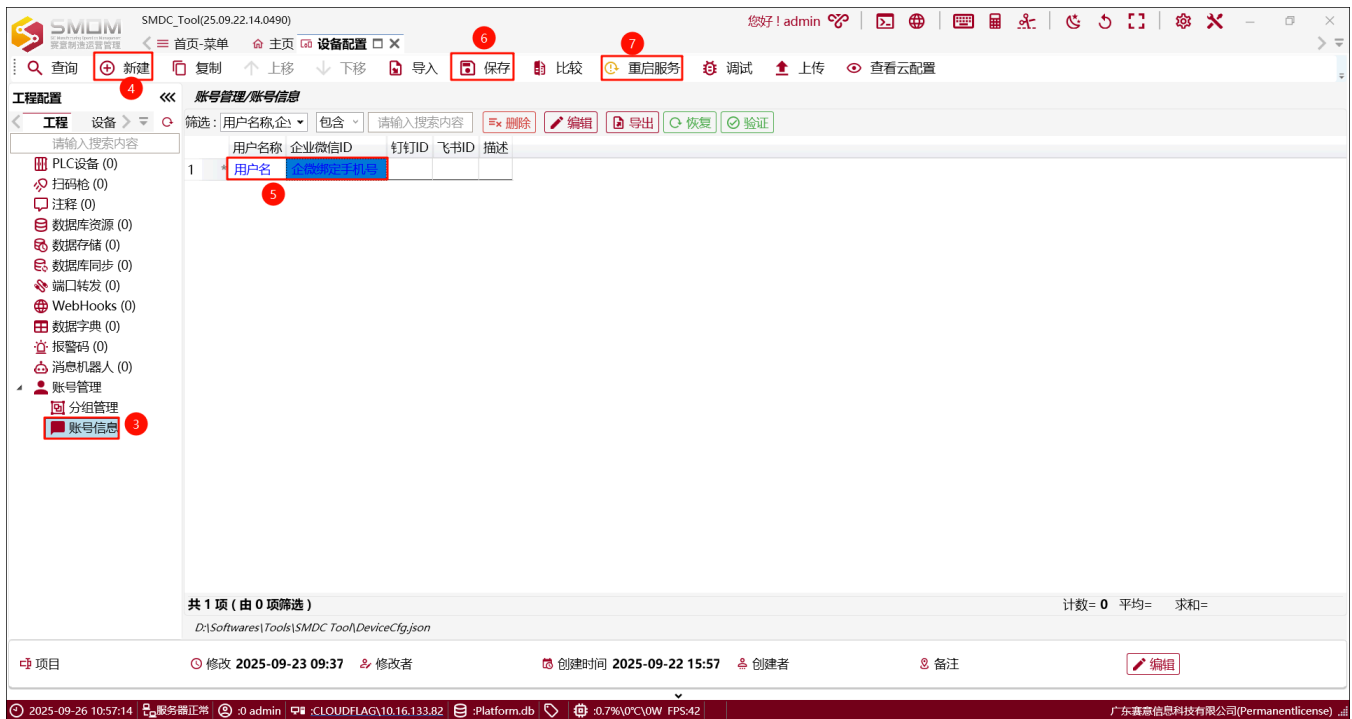 SMOM
赛意制造运营管理
SMDC_Tool(25.09.22.14.0490)
您好 ! admin
首页-菜单 主页 设备配置
6 7
查询 新建 复制 上移 下移 导入 保存 比较 重启服务 调试 上传 查看云配置
4
工程配置
账号管理/账号信息
工程 设备
筛选 : 用户名称,企业 包含 请输入搜索内容 删除 编辑 导出 恢复 验证
请输入搜索内容
用户名称 企业微信ID 钉钉ID 飞书ID 描述
1 * 用户名 企微绑定手机号
5
PLC设备 (0)
扫码枪 (0)
注释 (0)
数据库资源 (0)
数据存储 (0)
数据库同步 (0)
端口转发 (0)
WebHooks (0)
数据字典 (0)
报警码 (0)
消息机器人 (0)
账号管理
分组管理
账号信息 3
共 1 项 ( 由 0 项筛选 ) 计数= 0 平均= 求和=
D:\Softwares\Tools\SMDC Tool\DeviceCfg.json
项目 修改 2025-09-23 09:37 修改者 创建时间 2025-09-22 15:57 创建者 备注 编辑
2025-09-26 10:57:14 服务器正常 :0 admin :CLOUDFLAG\10.16.133.82 :Platform.db :0.7%\0°C\0W FPS:42 广东赛意信息科技有限公司(Permanentlicense)